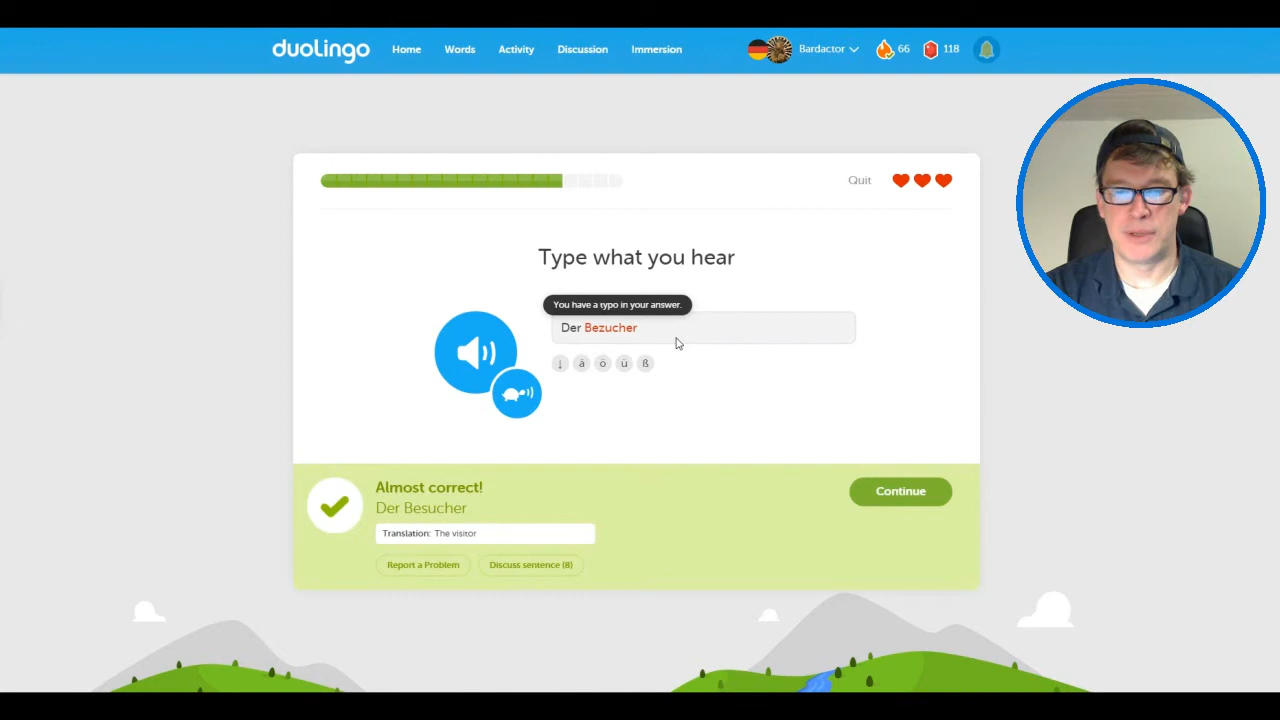 duolingo Home Words Activity Discussion Immersion Bardactor 66 118
Quit
Type what you hear
You have a typo in your answer.
Der Bezucher
↓ ä ö ü ß
Almost correct!
Der Besucher
Translation: The visitor
Report a Problem Discuss sentence (8)
Continue